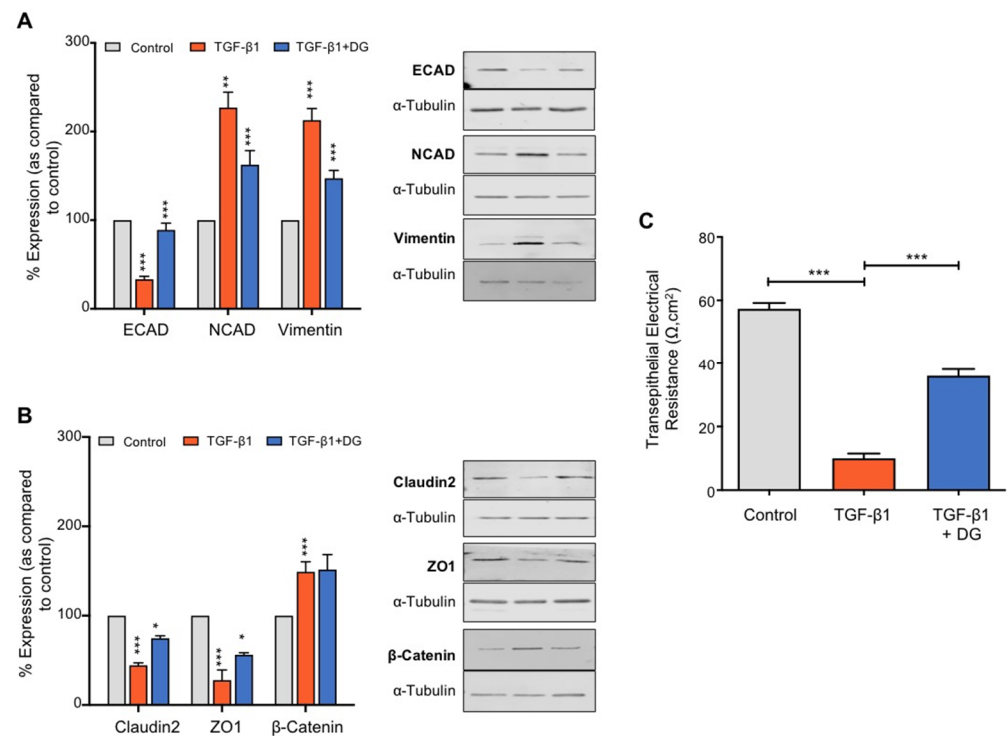 A
300
Control TGF-β1 TGF-β1+DG
200
100
0
% Expression (as compared
to control)
***
***
**
***
***
***
ECAD NCAD Vimentin
ECAD
α-Tubulin
NCAD
α-Tubulin
Vimentin
α-Tubulin
B
300
Control TGF-β1 TGF-β1+DG
200
100
0
% Expression (as compared
to control)
***
*
***
*
***
Claudin2 ZO1 β-Catenin
Claudin2
α-Tubulin
ZO1
α-Tubulin
β-Catenin
α-Tubulin
C
80
60
40
20
0
Transepithelial Electrical
Resistance (Ω,cm²)
***
***
Control TGF-β1 TGF-β1
+ DG